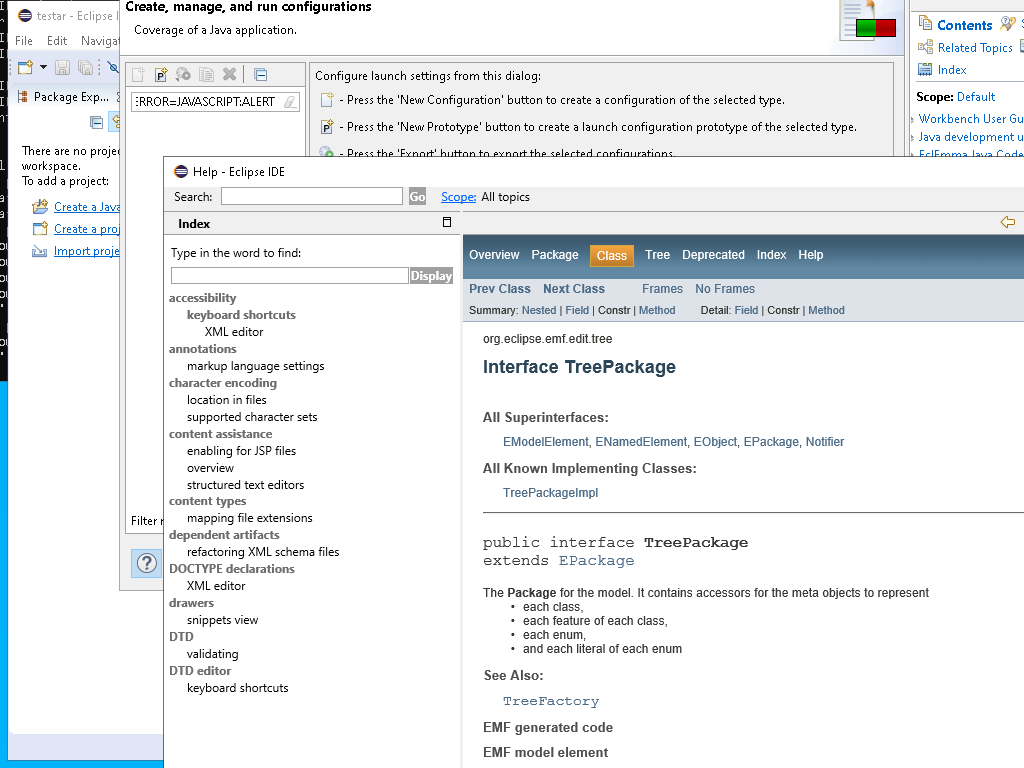 testar - Eclipse I
File Edit Navigat
Package Exp...
There are no projec
workspace.
To add a project:
Create a Java
Create a proj
Import proje
Create, manage, and run configurations
Coverage of a Java application.
ERROR=JAVASCRIPT:ALERT
Configure launch settings from this dialog:
- Press the 'New Configuration' button to create a configuration of the selected type.
- Press the 'New Prototype' button to create a launch configuration prototype of the selected type.
- Press the 'Export' button to export the selected configurations.
Filter
Contents
Related Topics
Index
Scope: Default
Workbench User Gu
Java development u
EclEmma Java Code
Help - Eclipse IDE
Search: Go Scope: All topics
Index
Type in the word to find:
Display
accessibility
keyboard shortcuts
XML editor
annotations
markup language settings
character encoding
location in files
supported character sets
content assistance
enabling for JSP files
overview
structured text editors
content types
mapping file extensions
dependent artifacts
refactoring XML schema files
DOCTYPE declarations
XML editor
drawers
snippets view
DTD
validating
DTD editor
keyboard shortcuts
Overview Package Class Tree Deprecated Index Help
Prev Class Next Class Frames No Frames
Summary: Nested | Field | Constr | Method Detail: Field | Constr | Method
org.eclipse.emf.edit.tree
Interface TreePackage
All Superinterfaces:
EModelElement, ENamedElement, EObject, EPackage, Notifier
All Known Implementing Classes:
TreePackageImpl
public interface TreePackage
extends EPackage
The Package for the model. It contains accessors for the meta objects to represent
• each class,
• each feature of each class,
• each enum,
• and each literal of each enum
See Also:
TreeFactory
EMF generated code
EMF model element